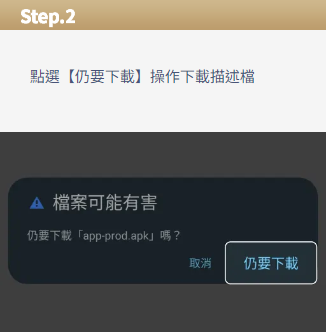 Step.2
點選【仍要下載】操作下載描述檔
檔案可能有害
仍要下載「app-prod.apk」嗎？
取消
仍要下載